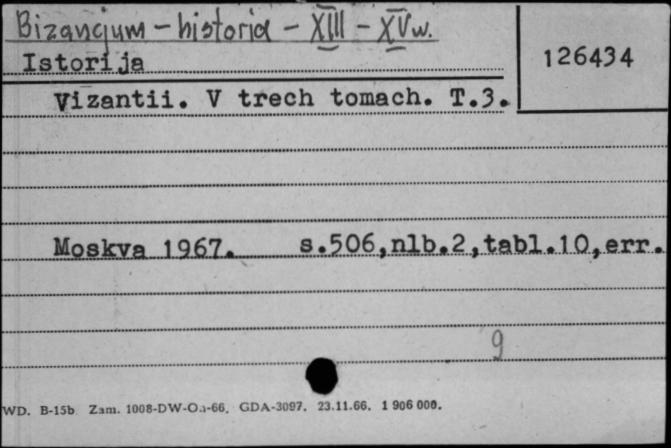 Bizancjum - historia - XIII - XV w.
Istorija
126434
Vizantii. V trech tomach. T.3.
Moskva 1967. s.506,nlb.2,tabl.10,err.
9
WD. B-15b Zam. 1008-DW-Oa-66. GDA-3097. 23.11.66. 1 906 000.